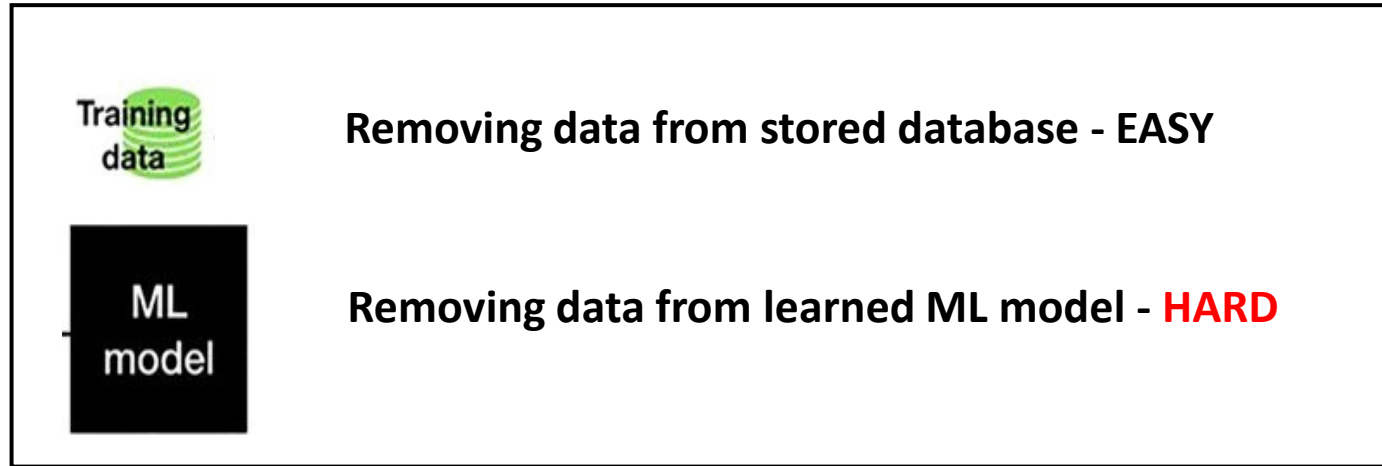 Training
data
Removing data from stored database - EASY
ML
model
Removing data from learned ML model - HARD